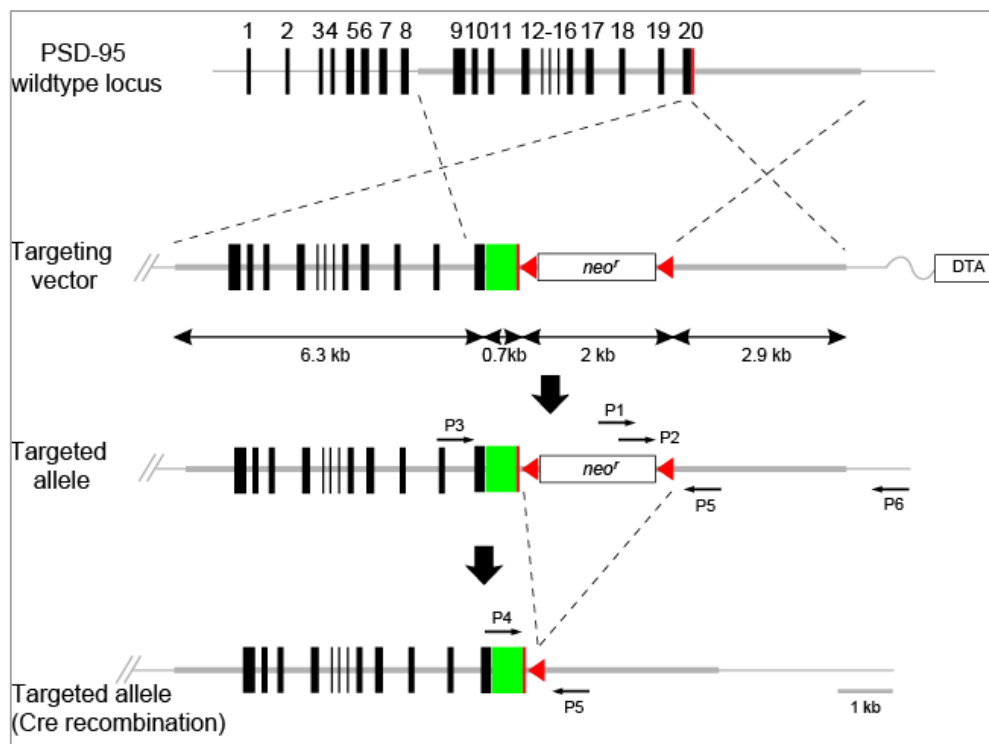 1 2 34 56 7 8 9 10 11 12-16 17 18 19 20
PSD-95
wildtype locus
Targeting
vector
neoʳ
DTA
6.3 kb 0.7kb 2 kb 2.9 kb
P1
P3 P2
Targeted
allele
neoʳ
P5 P6
P4
Targeted allele
(Cre recombination)
P5 1 kb